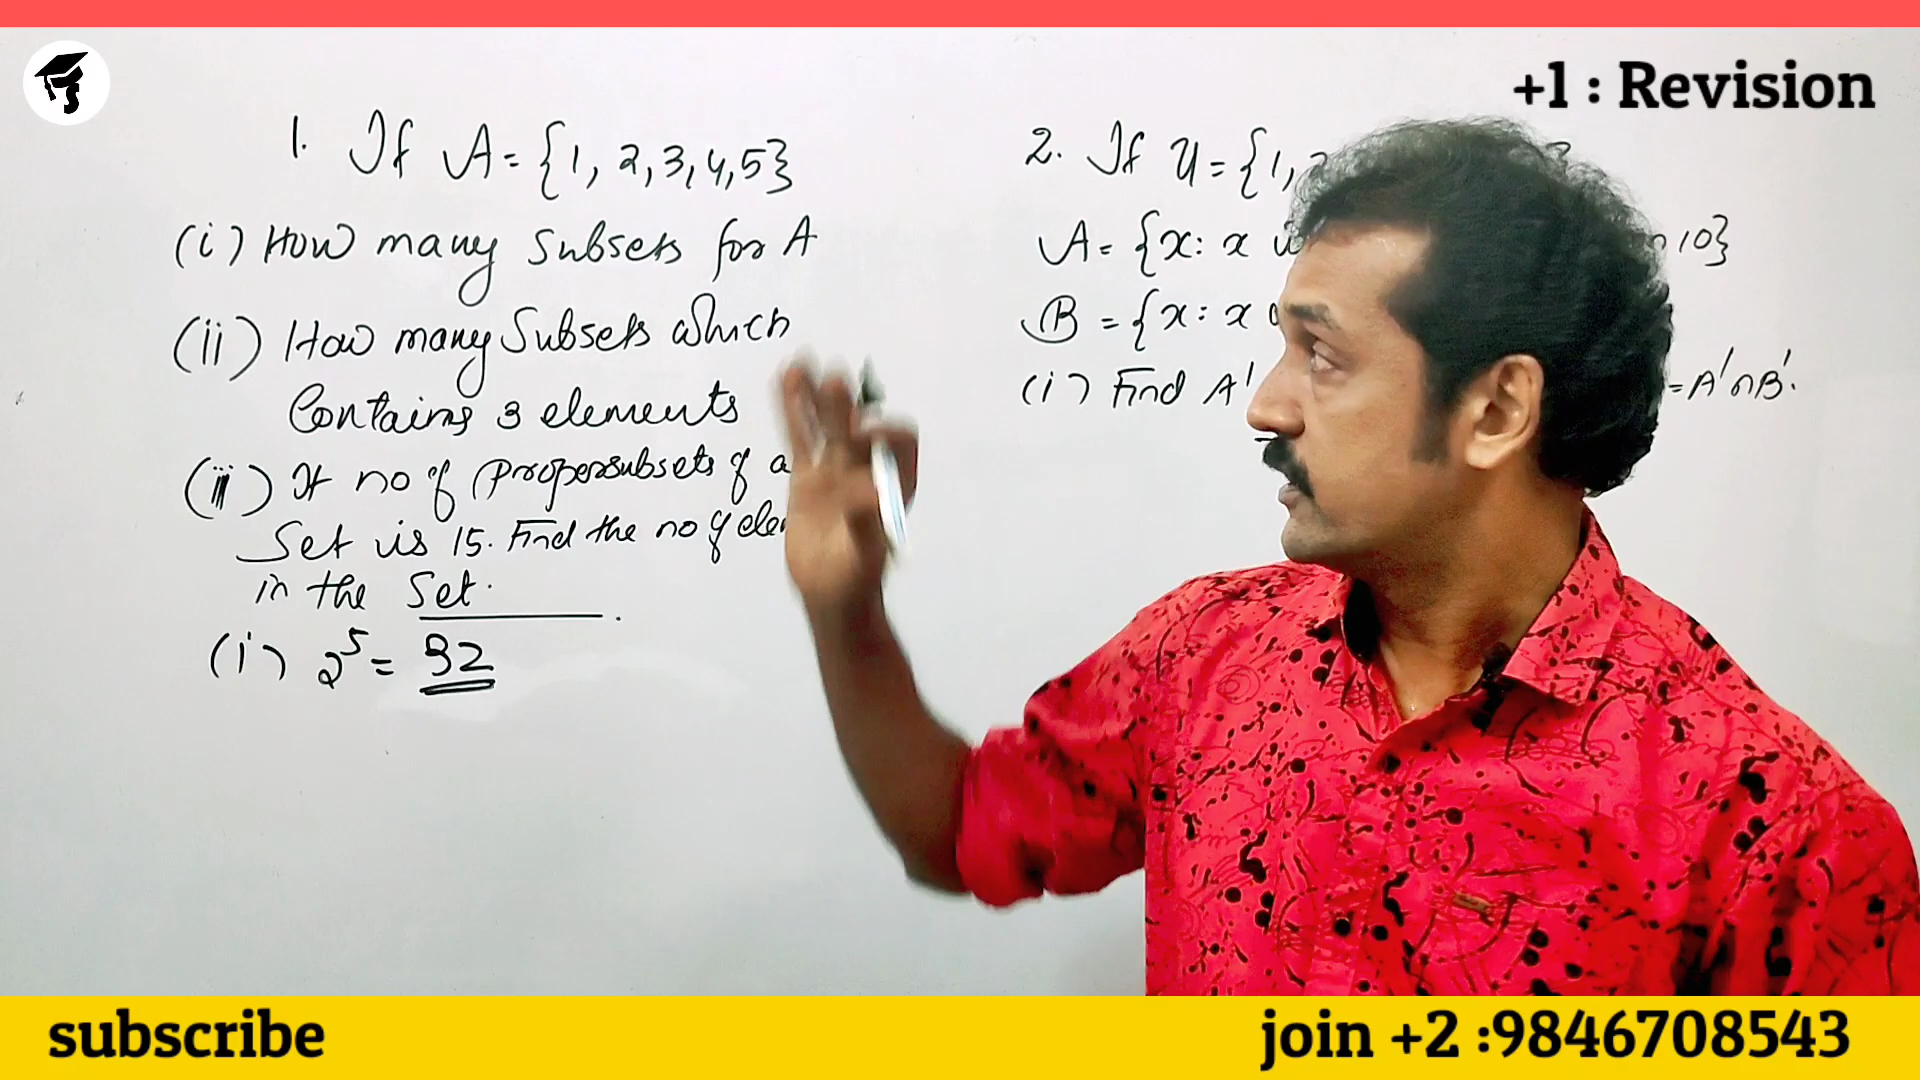 +1 : Revision
1. If A = {1, 2, 3, 4, 5}
(i) How many Subsets for A
(ii) How many Subsets which
Contains 3 elements
(iii) If no of proper subsets of a
Set is 15. Find the no of
in the Set.
(i) 2⁵ = 32
2. If U = {1,
A = {x: x 10}
B = {x: x
(i) Find A' = A'∩B'.
subscribe
join +2 :9846708543